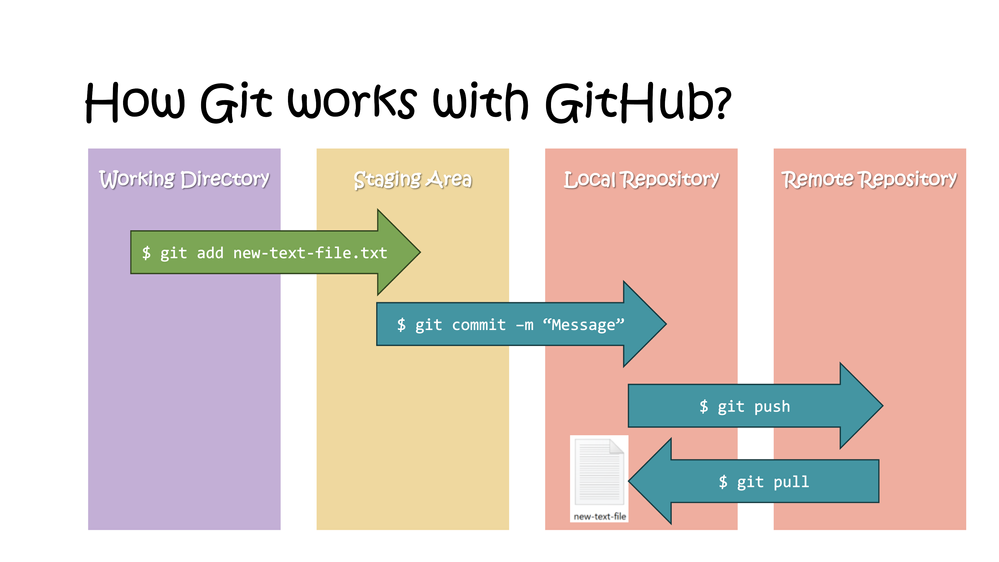 How Git works with GitHub?
Working Directory
Staging Area
Local Repository
Remote Repository
$ git add new-text-file.txt
$ git commit –m “Message”
$ git push
$ git pull
new-text-file